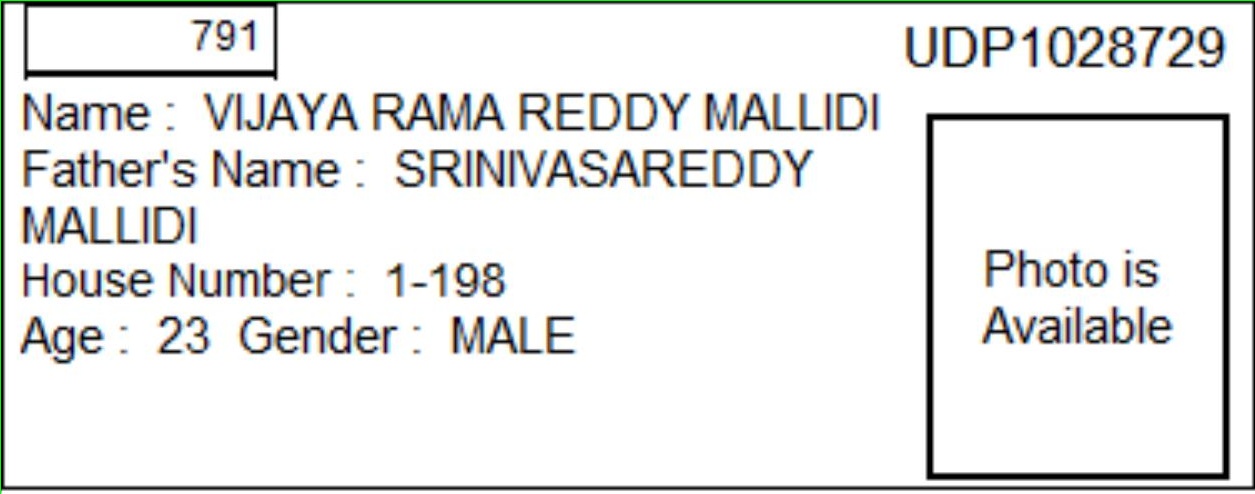 791
UDP1028729
Name : VIJAYA RAMA REDDY MALLIDI
Father's Name : SRINIVASAREDDY
MALLIDI
House Number : 1-198
Age : 23 Gender : MALE
Photo is
Available